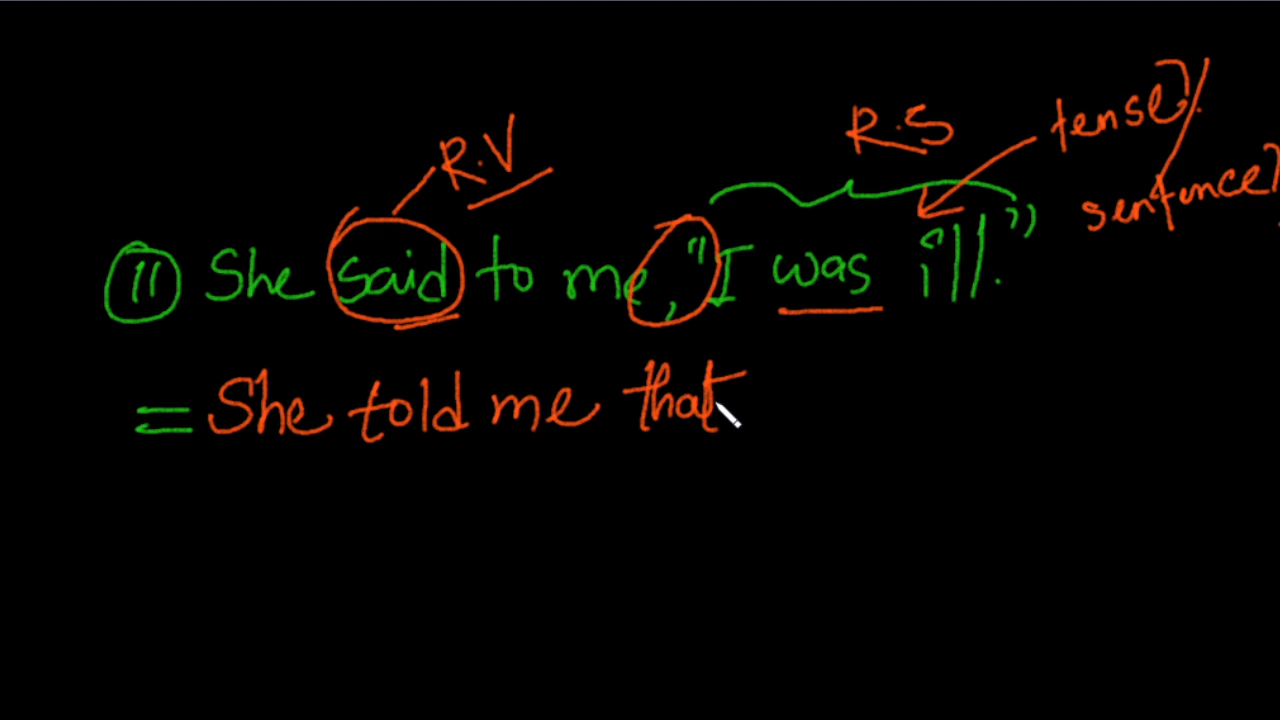 R.V R.S tense?/
sentence?
11 She said to me, "I was ill."
= She told me that